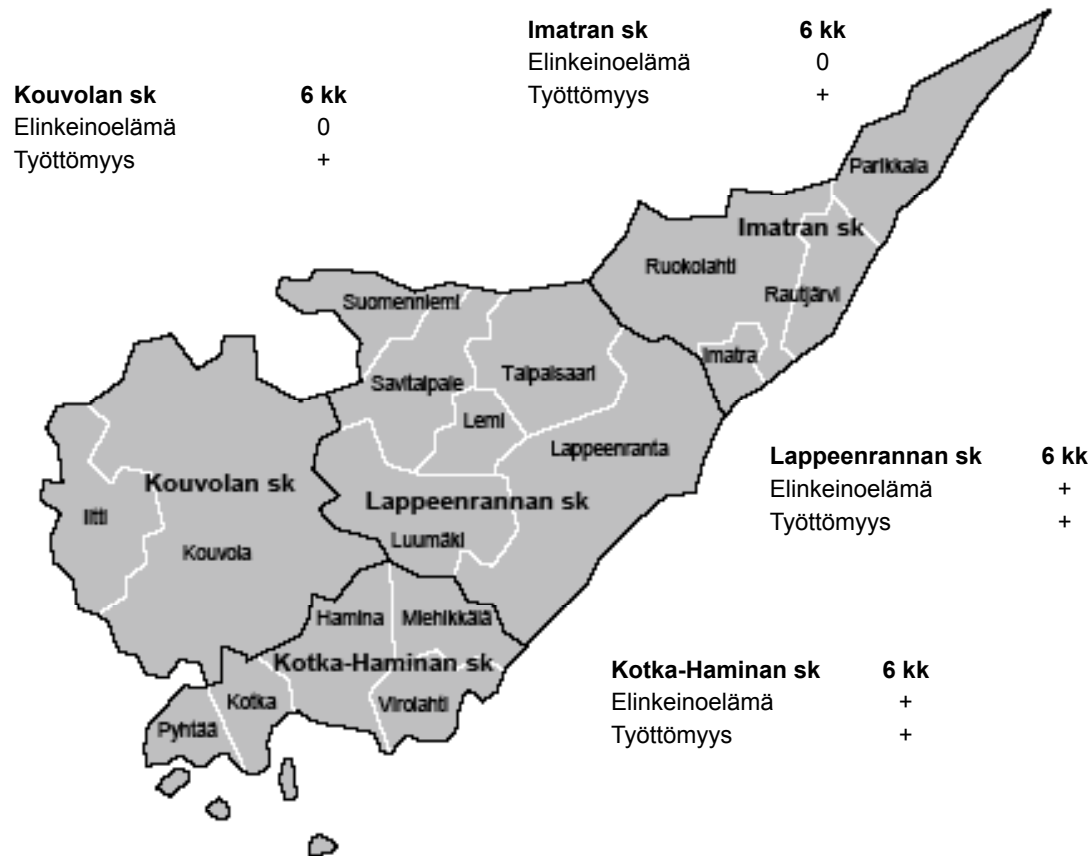 Imatran sk 6 kk
Elinkeinoelämä 0
Työttömyys +
Kouvolan sk 6 kk
Elinkeinoelämä 0
Työttömyys +
Parikkala
Imatran sk
Ruokolahti
Rautjärvi
Imatra
Suomenniemi
Savitaipale
Taipalsaari
Lemi
Lappeenranta
Lappeenrannan sk 6 kk
Elinkeinoelämä +
Työttömyys +
Kouvolan sk
Iitti
Kouvola
Lappeenrannan sk
Luumäki
Hamina
Miehikkälä
Kotka-Haminan sk
Kotka
Virolahti
Pyhtää
Kotka-Haminan sk 6 kk
Elinkeinoelämä +
Työttömyys +